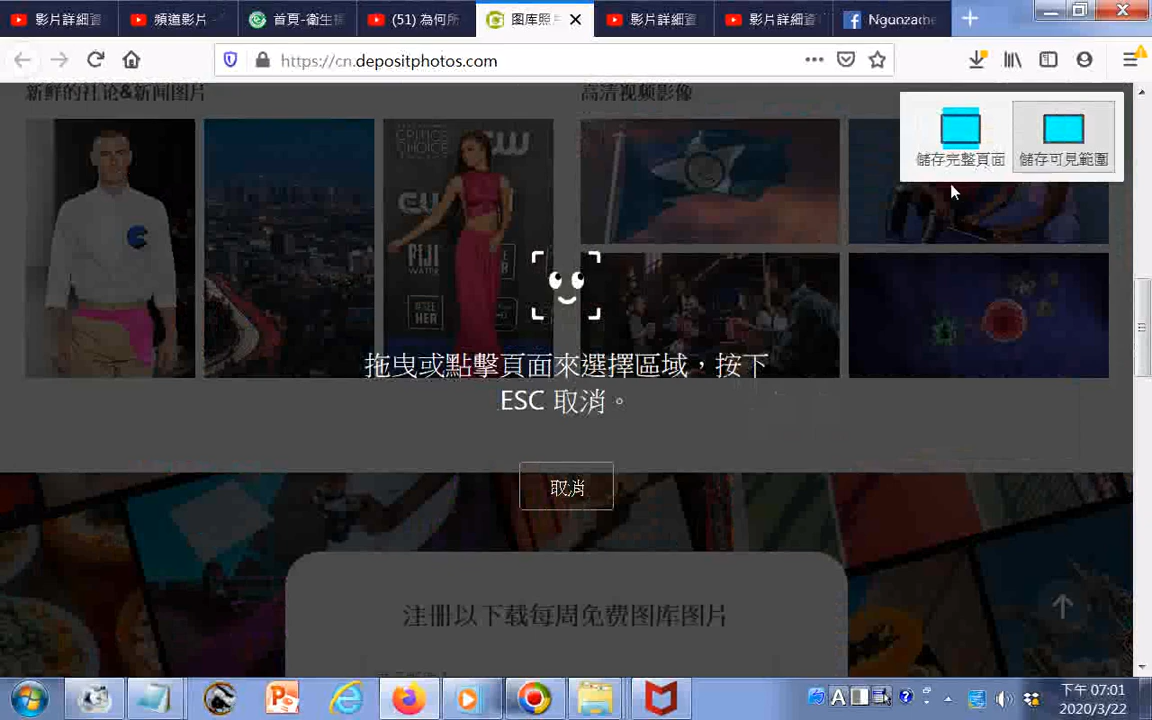 影片詳細資
頻道影片
首頁-衛生
(51) 為何所
图库照
影片詳細資
影片詳細資
Ngunzame
https://cn.depositphotos.com
新鲜的社论&新闻图片
高清视频影像
儲存完整頁面
儲存可見範圍
CRITICS
CHOICE
CW
FIJI
WATER
#SEE
HER
拖曳或點擊頁面來選擇區域，按下
ESC 取消。
取消
注册以下载每周免费图库图片
A
下午 07:01
2020/3/22